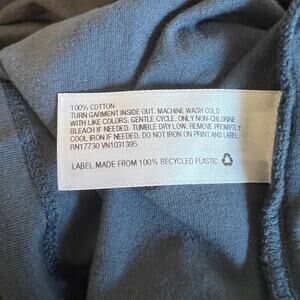 100% COTTON
TURN GARMENT INSIDE OUT. MACHINE WASH COLD
WITH LIKE COLORS. GENTLE CYCLE. ONLY NON-CHLORINE
BLEACH IF NEEDED. TUMBLE DRY LOW. REMOVE PROMPTLY.
COOL IRON IF NEEDED. DO NOT IRON ON PRINT AND LABEL.
RN17730 VN1031395
LABEL MADE FROM 100% RECYCLED PLASTIC